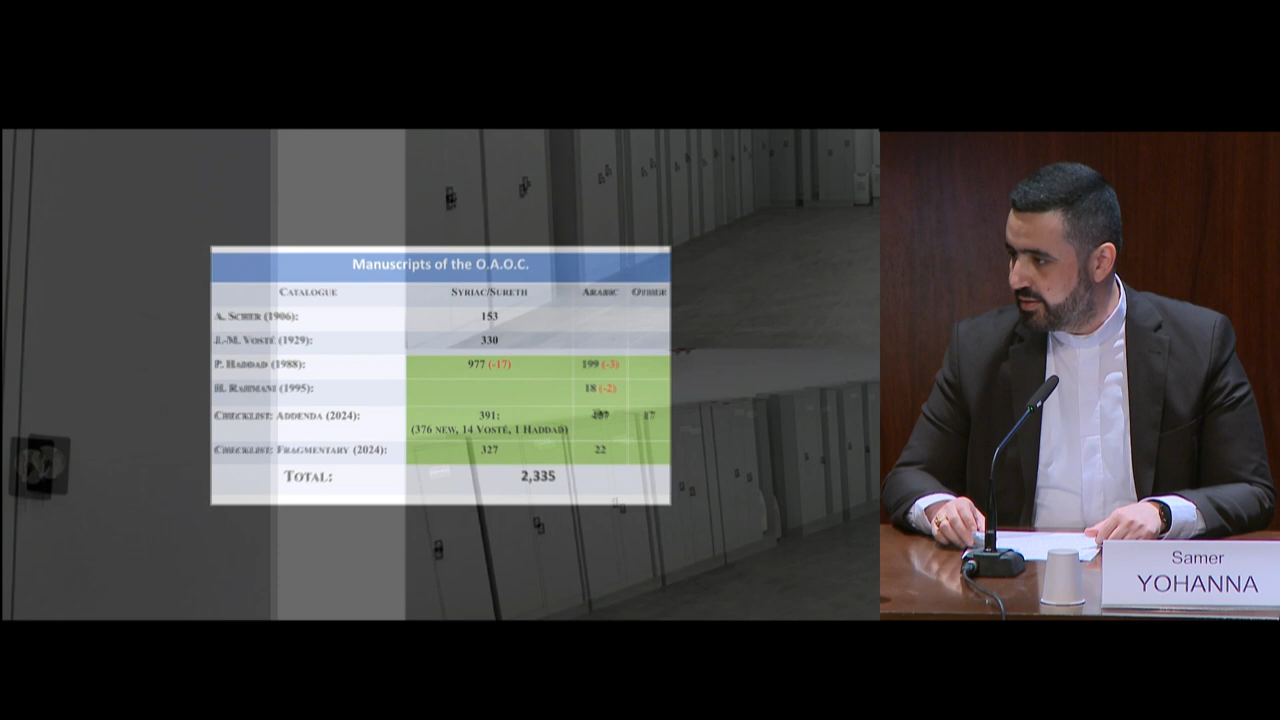 Manuscripts of the O.A.O.C.
CATALOGUE SYRIAC/SURETH ARABIC OTHER
A. SCHER (1906): 153
J.-M. VOSTÉ (1929): 330
P. HADDAD (1988): 977 (-17) 199 (-3)
H. RAHMANI (1995): 18 (-2)
CHECKLIST: ADDENDA (2024): 391:
(376 NEW, 14 VOSTÉ, 1 HADDAD)
CHECKLIST: FRAGMENTARY (2024): 327 22
TOTAL: 2,335
Samer
YOHANNA